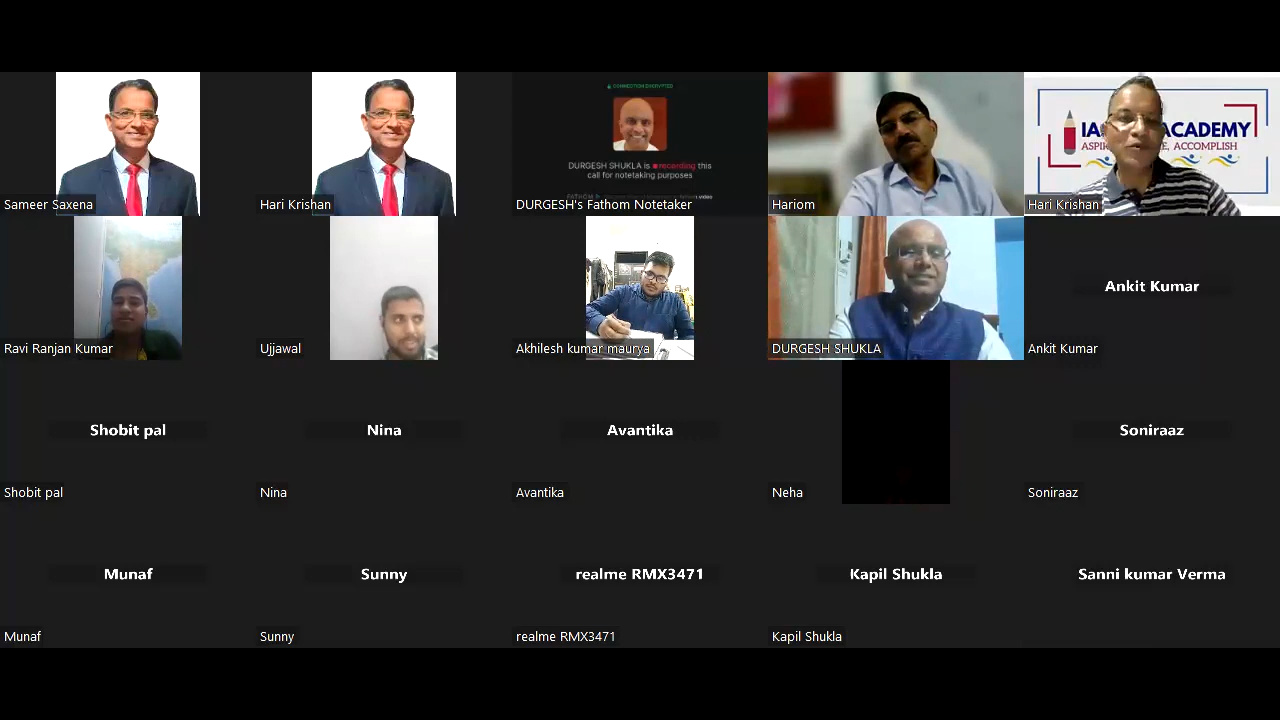 CONNECTION ENCRYPTED
DURGESH SHUKLA is recording this
call for notetaking purposes
Sameer Saxena
Hari Krishan
DURGESH's Fathom Notetaker
Hariom
ACADEMY
ACCOMPLISH
Hari Krishan
Ravi Ranjan Kumar
Ujjawal
Akhilesh kumar maurya
DURGESH SHUKLA
Ankit Kumar
Ankit Kumar
Shobit pal
Nina
Avantika
Soniraaz
Shobit pal
Nina
Avantika
Neha
Soniraaz
Munaf
Sunny
realme RMX3471
Kapil Shukla
Sanni kumar Verma
Munaf
Sunny
realme RMX3471
Kapil Shukla